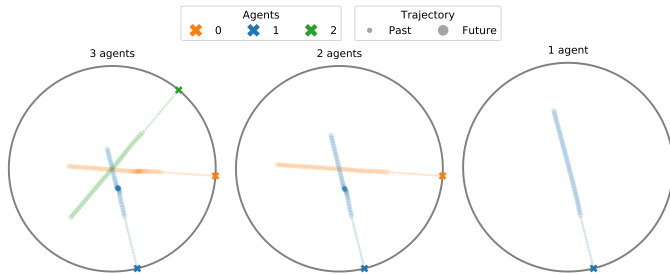 Agents
0 1 2
Trajectory
Past Future
3 agents
2 agents
1 agent